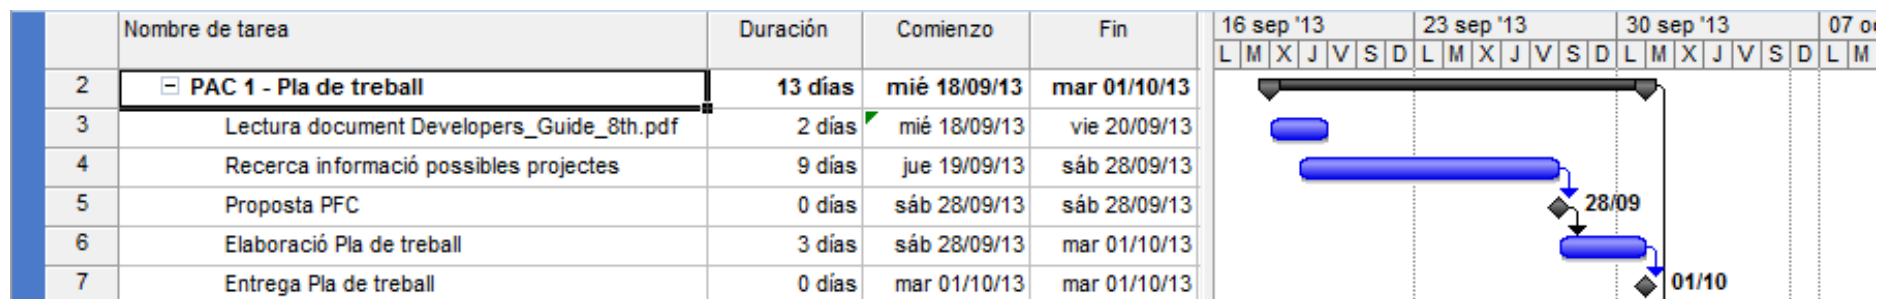 Nombre de tarea Duración Comienzo Fin 16 sep '13 23 sep '13 30 sep '13 07 o
L M X J V S D L M X J V S D L M X J V S D L M
2 PAC 1 - Pla de treball 13 días mié 18/09/13 mar 01/10/13
3 Lectura document Developers_Guide_8th.pdf 2 días mié 18/09/13 vie 20/09/13
4 Recerca informació possibles projectes 9 días jue 19/09/13 sáb 28/09/13
5 Proposta PFC 0 días sáb 28/09/13 sáb 28/09/13 28/09
6 Elaboració Pla de treball 3 días sáb 28/09/13 mar 01/10/13
7 Entrega Pla de treball 0 días mar 01/10/13 mar 01/10/13 01/10